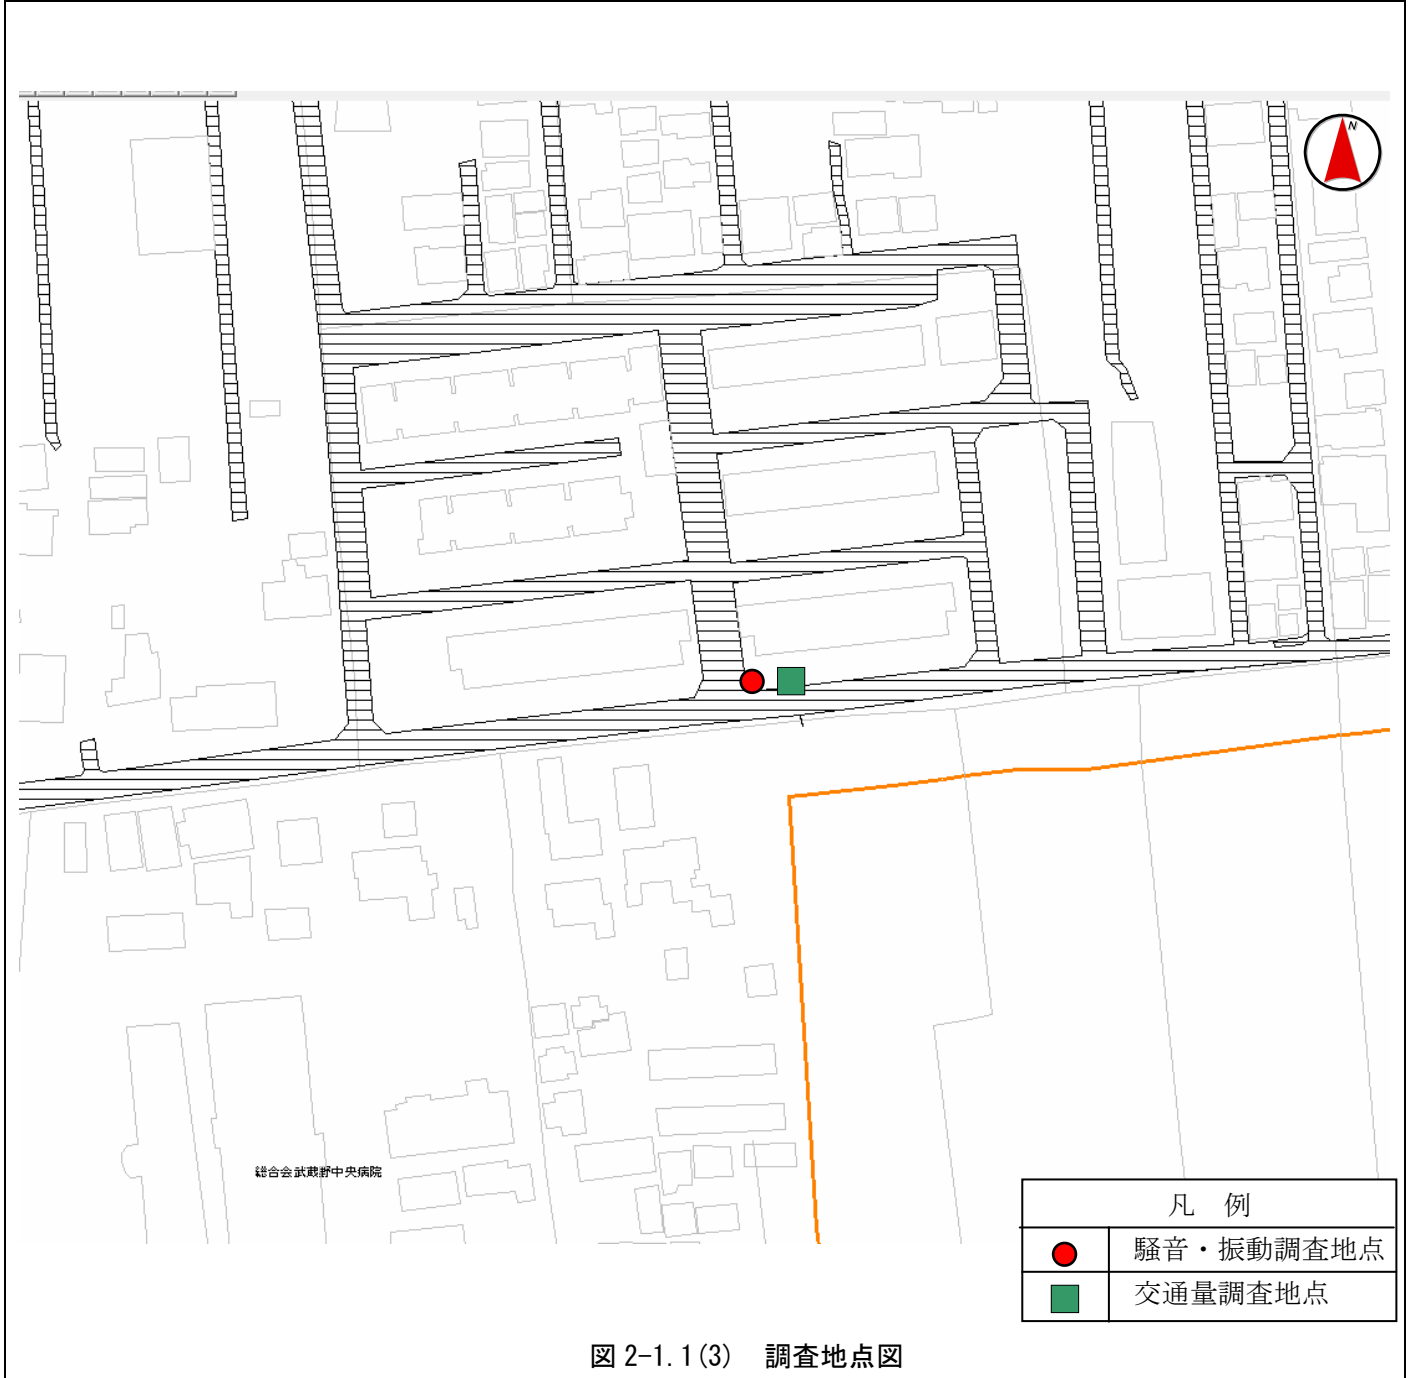 N
総合会武蔵野中央病院
凡 例
騒音・振動調査地点
交通量調査地点
図 2-1.1(3) 調査地点図